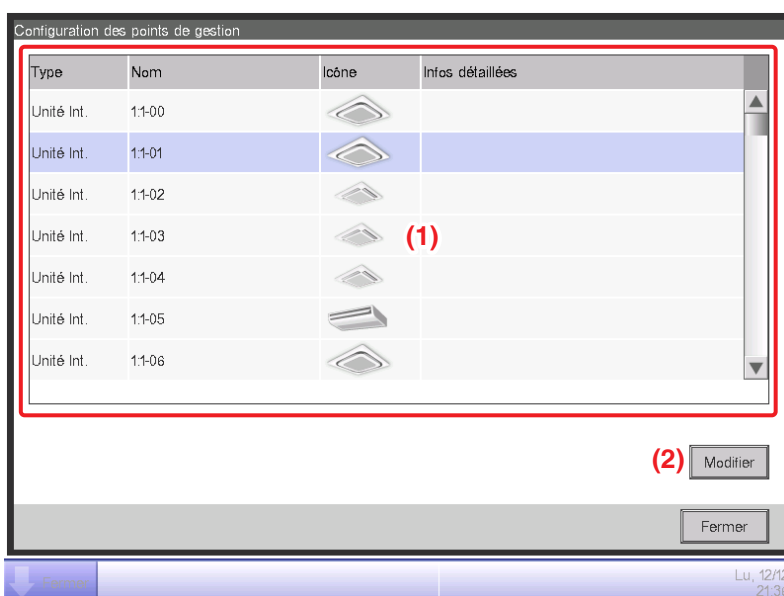 Configuration des points de gestion
Type Nom Icône Infos détaillées
Unité Int. 1:1-00
Unité Int. 1:1-01
Unité Int. 1:1-02
Unité Int. 1:1-03
(1)
Unité Int. 1:1-04
Unité Int. 1:1-05
Unité Int. 1:1-06
(2) Modifier
Fermer
Lu, 12/12
21:3